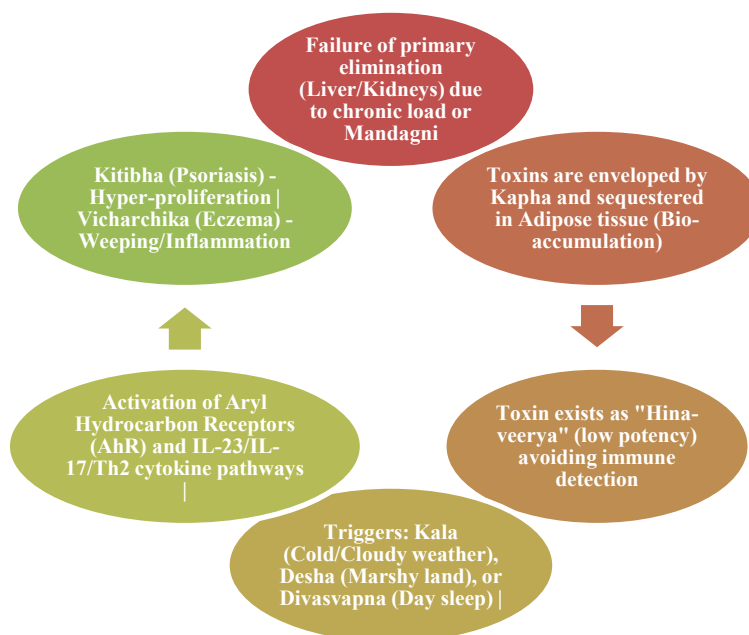 Failure of primary
elimination
(Liver/Kidneys) due
to chronic load or
Mandagni
Toxins are enveloped by
Kapha and sequestered
in Adipose tissue (Bio-
accumulation)
Toxin exists as "Hina-
veerya" (low potency)
avoiding immune
detection
Triggers: Kala
(Cold/Cloudy weather),
Desha (Marshy land), or
Divasvapna (Day sleep) |
Activation of Aryl
Hydrocarbon Receptors
(AhR) and IL-23/IL-
17/Th2 cytokine pathways
|
Kitibha (Psoriasis) -
Hyper-proliferation |
Vicharchika (Eczema) -
Weeping/Inflammation